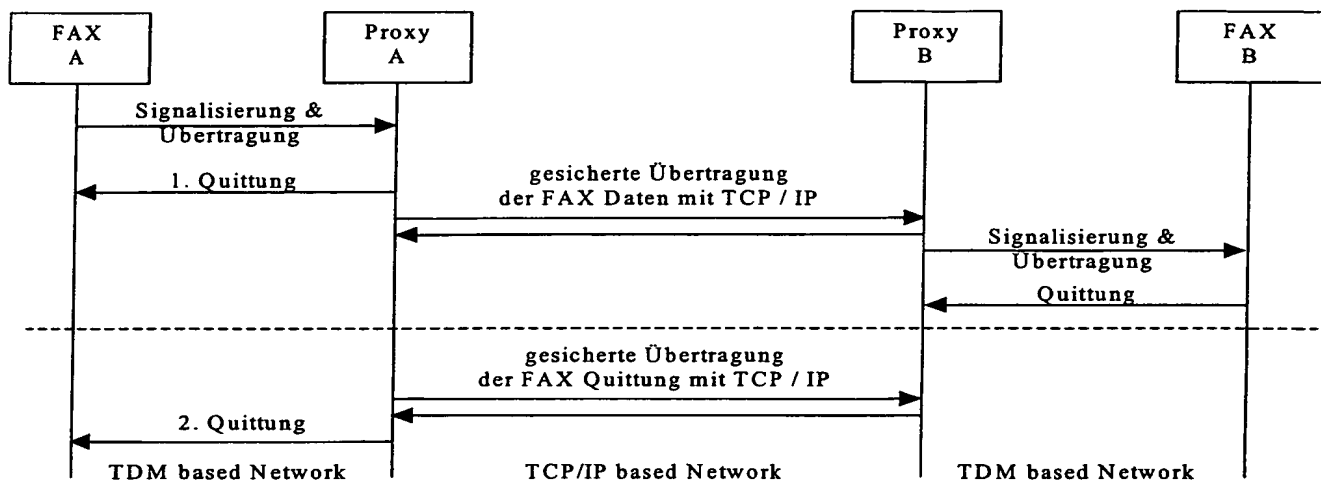 FAX
A
Proxy
A
Proxy
B
FAX
B
Signalisierung &
Übertragung
1. Quittung
gesicherte Übertragung
der FAX Daten mit TCP / IP
Signalisierung &
Übertragung
Quittung
gesicherte Übertragung
der FAX Quittung mit TCP / IP
2. Quittung
TDM based Network
TCP/IP based Network
TDM based Network